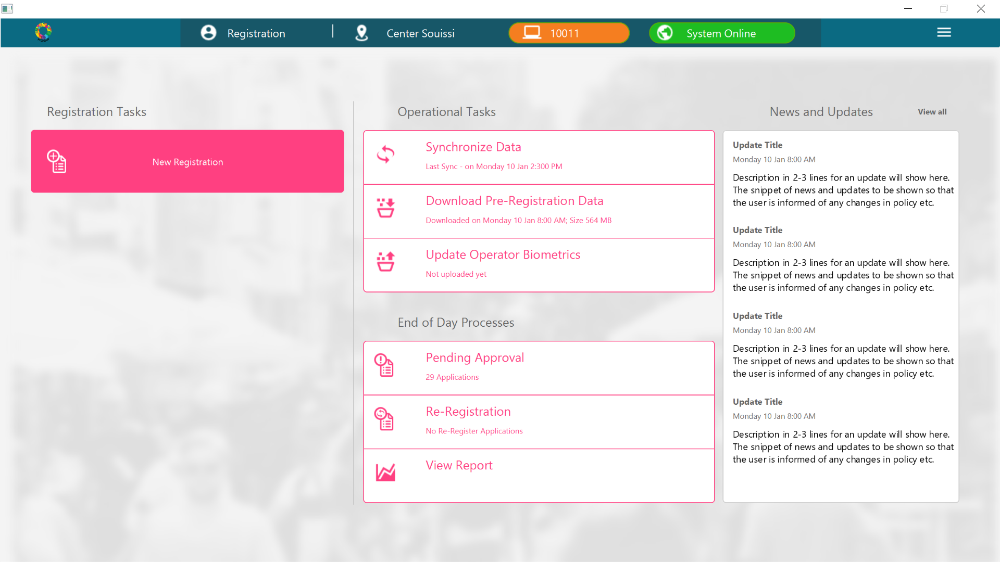 Registration
Center Souissi
10011
System Online
Registration Tasks
New Registration
Operational Tasks
Synchronize Data
Last Sync - on Monday 10 Jan 2:300 PM
Download Pre-Registration Data
Downloaded on Monday 10 Jan 8:00 AM; Size 564 MB
Update Operator Biometrics
Not uploaded yet
End of Day Processes
Pending Approval
29 Applications
Re-Registration
No Re-Register Applications
View Report
News and Updates
View all
Update Title
Monday 10 Jan 8:00 AM
Description in 2-3 lines for an update will show here.
The snippet of news and updates to be shown so that
the user is informed of any changes in policy etc.
Update Title
Monday 10 Jan 8:00 AM
Description in 2-3 lines for an update will show here.
The snippet of news and updates to be shown so that
the user is informed of any changes in policy etc.
Update Title
Monday 10 Jan 8:00 AM
Description in 2-3 lines for an update will show here.
The snippet of news and updates to be shown so that
the user is informed of any changes in policy etc.
Update Title
Monday 10 Jan 8:00 AM
Description in 2-3 lines for an update will show here.
The snippet of news and updates to be shown so that
the user is informed of any changes in policy etc.